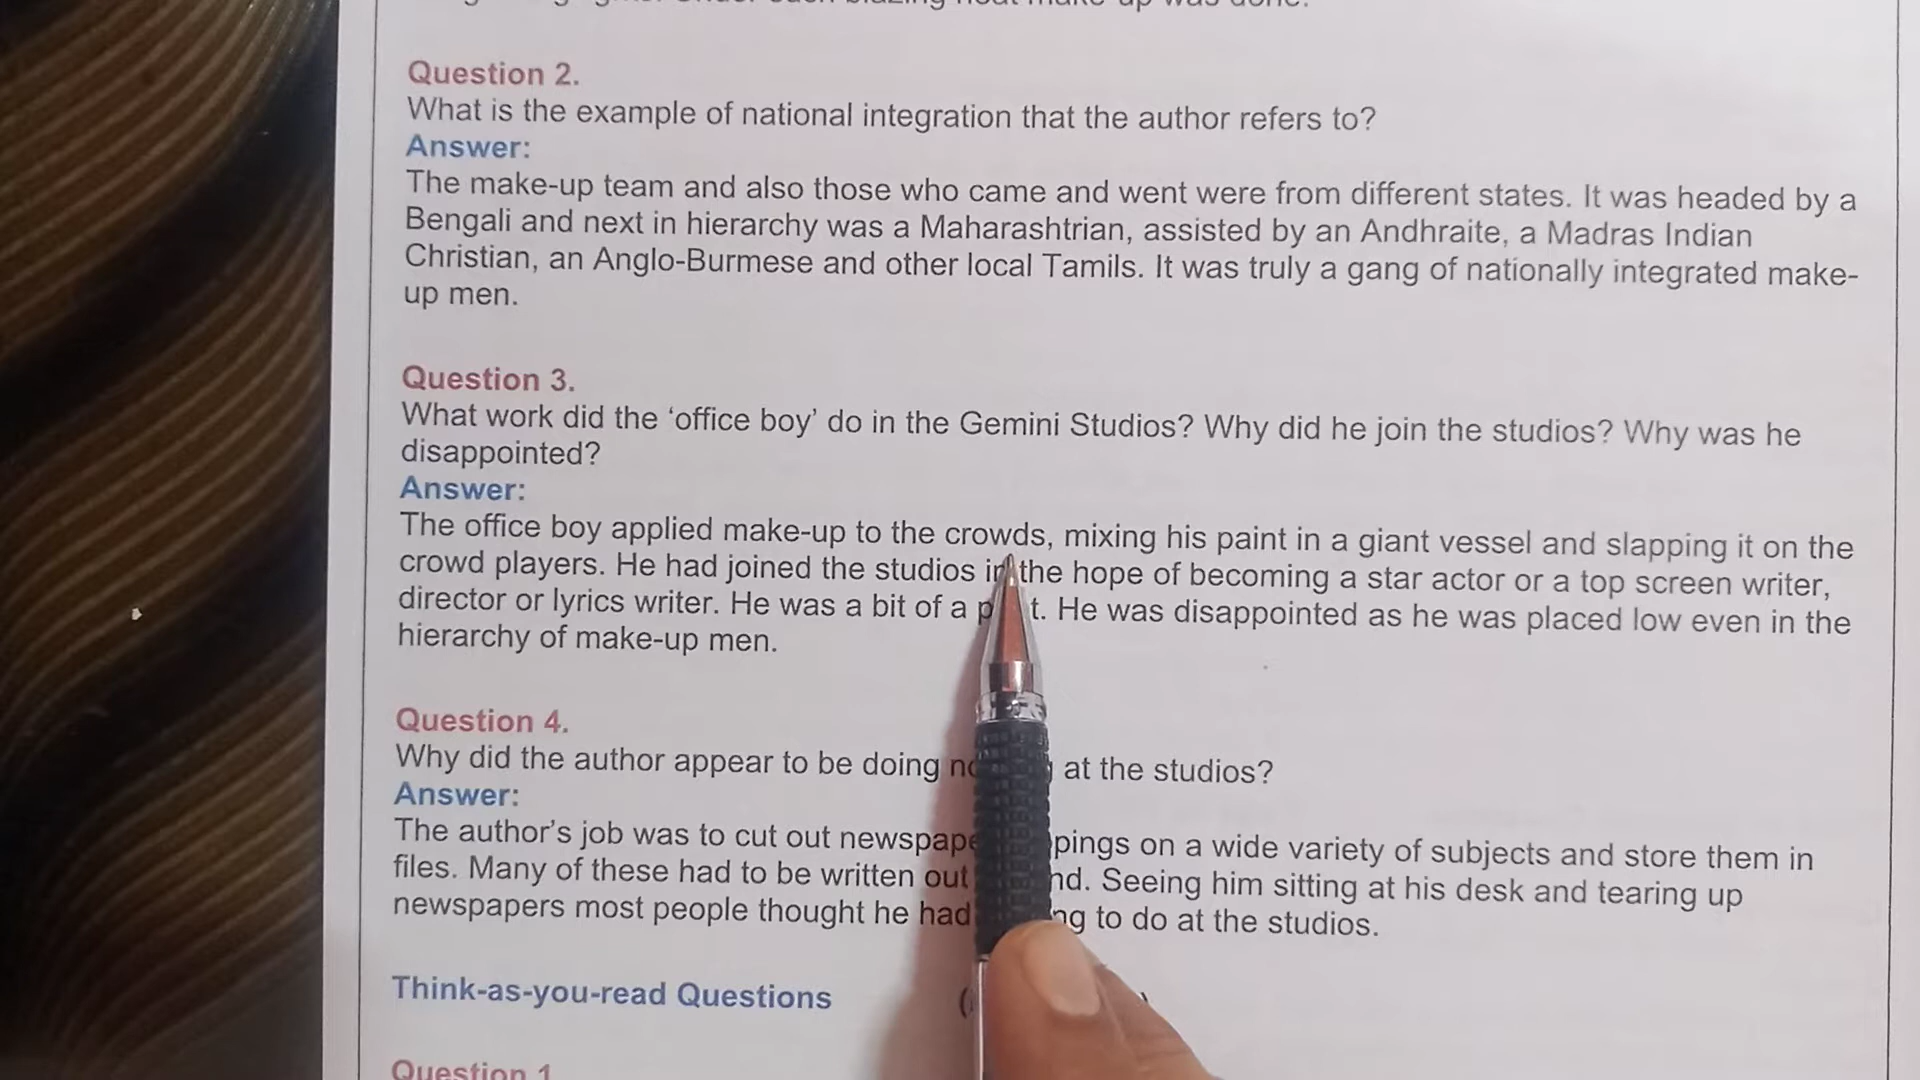 Question 2.
What is the example of national integration that the author refers to?
Answer:
The make-up team and also those who came and went were from different states. It was headed by a
Bengali and next in hierarchy was a Maharashtrian, assisted by an Andhraite, a Madras Indian
Christian, an Anglo-Burmese and other local Tamils. It was truly a gang of nationally integrated make-
up men.
Question 3.
What work did the ‘office boy’ do in the Gemini Studios? Why did he join the studios? Why was he
disappointed?
Answer:
The office boy applied make-up to the crowds, mixing his paint in a giant vessel and slapping it on the
crowd players. He had joined the studios in the hope of becoming a star actor or a top screen writer,
director or lyrics writer. He was a bit of a He was disappointed as he was placed low even in the
hierarchy of make-up men.
Question 4.
Why did the author appear to be doing at the studios?
Answer:
The author’s job was to cut out on a wide variety of subjects and store them in
files. Many of these had to be written out Seeing him sitting at his desk and tearing up
newspapers most people thought he had to do at the studios.
Think-as-you-read Questions
Question 1